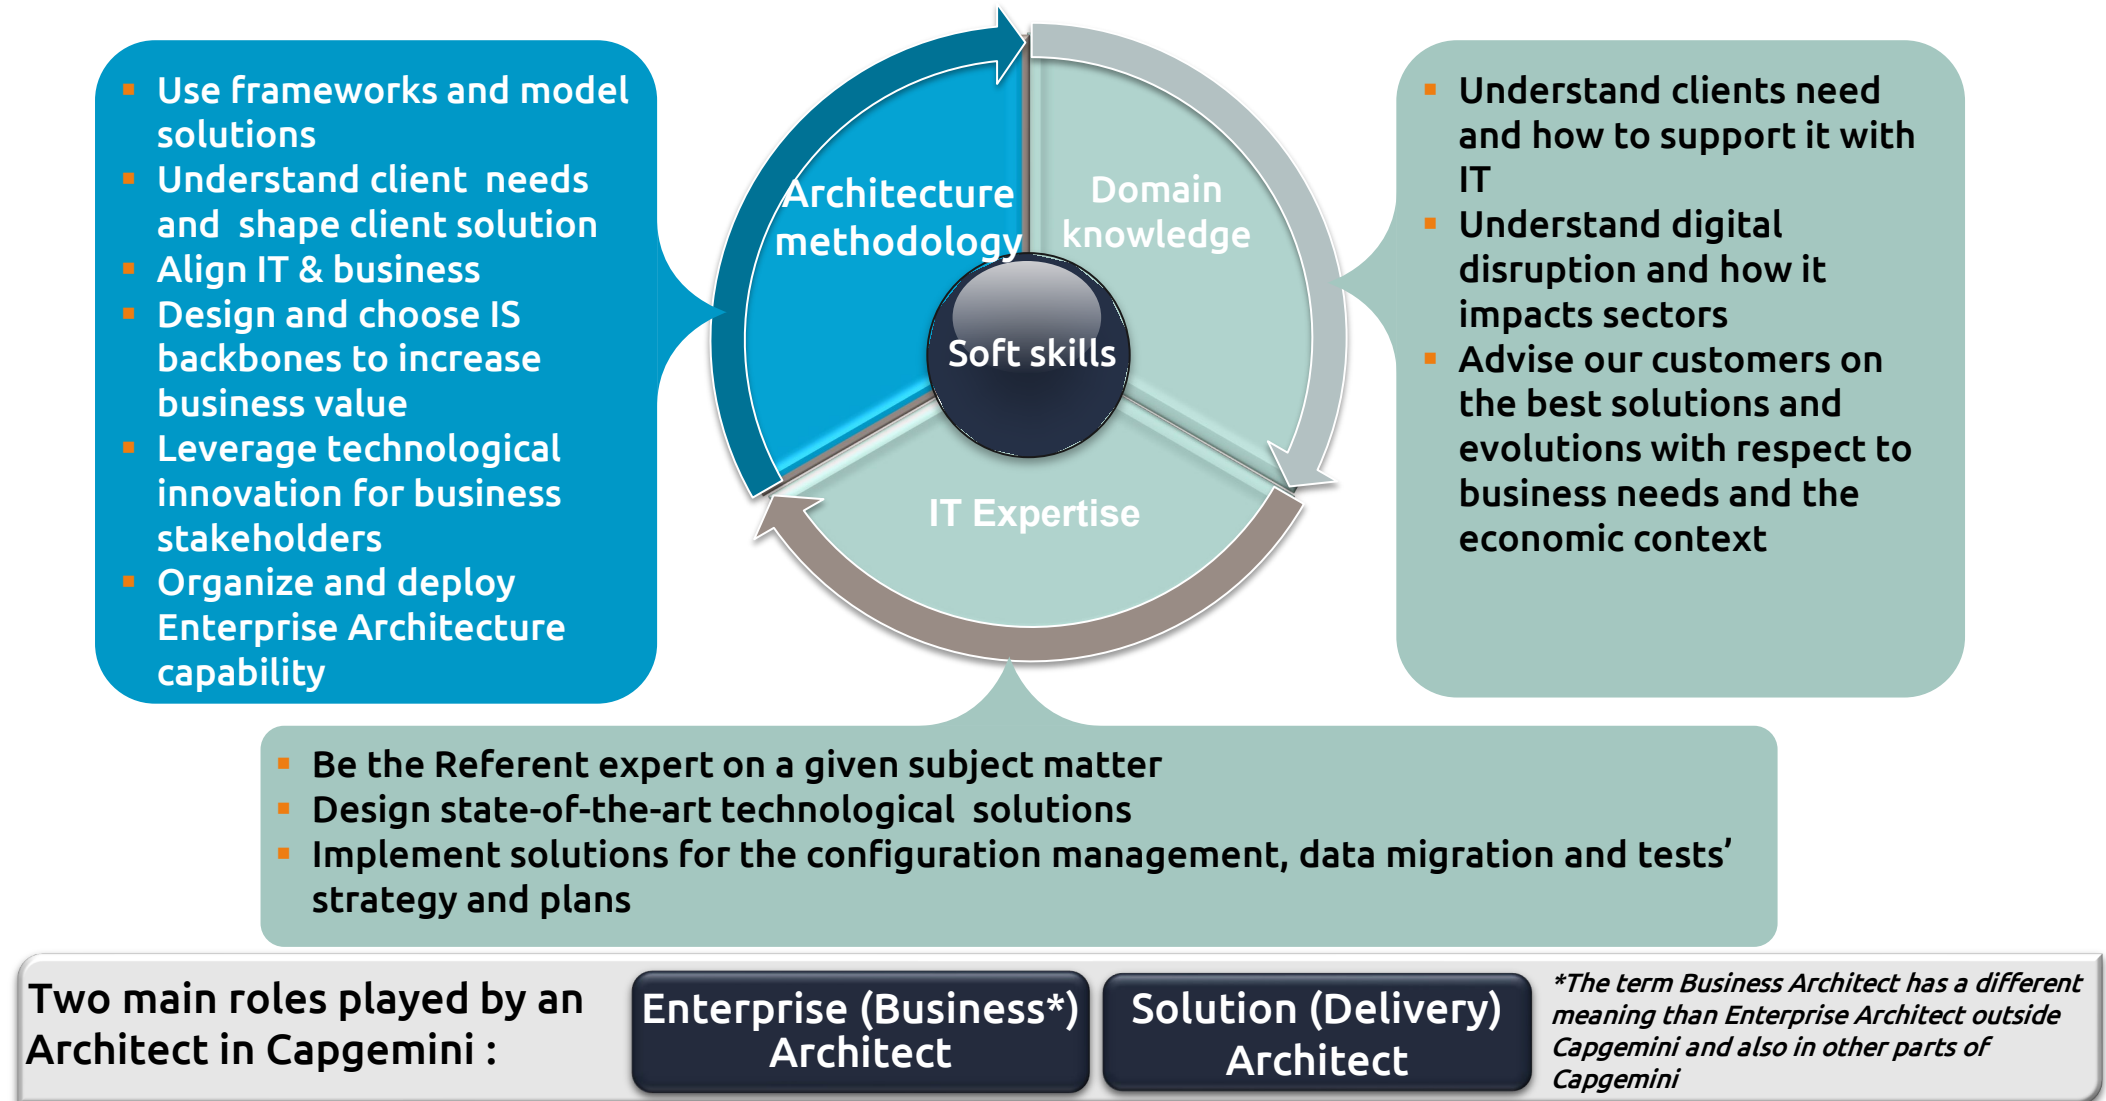 Use frameworks and model
solutions
Understand client needs
and shape client solution
Align IT & business
Design and choose IS
backbones to increase
business value
Leverage technological
innovation for business
stakeholders
Organize and deploy
Enterprise Architecture
capability
Architecture
methodology
Domain
knowledge
Soft skills
IT Expertise
Understand clients need
and how to support it with
IT
Understand digital
disruption and how it
impacts sectors
Advise our customers on
the best solutions and
evolutions with respect to
business needs and the
economic context
Be the Referent expert on a given subject matter
Design state-of-the-art technological solutions
Implement solutions for the configuration management, data migration and tests’
strategy and plans
Two main roles played by an
Architect in Capgemini :
Enterprise (Business*)
Architect
Solution (Delivery)
Architect
*The term Business Architect has a different
meaning than Enterprise Architect outside
Capgemini and also in other parts of
Capgemini